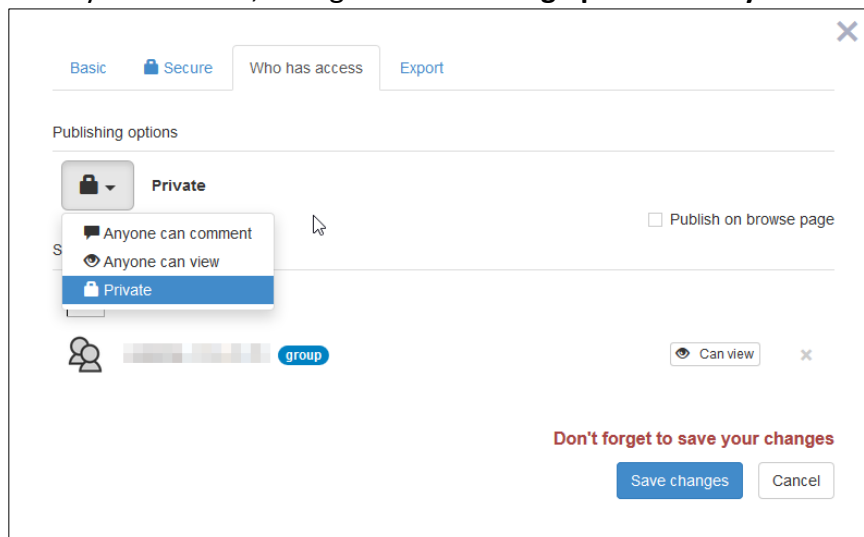 Basic Secure Who has access Export
Publishing options
Private
Publish on browse page
Anyone can comment
S
Anyone can view
Private
group Can view
Don't forget to save your changes
Save changes Cancel